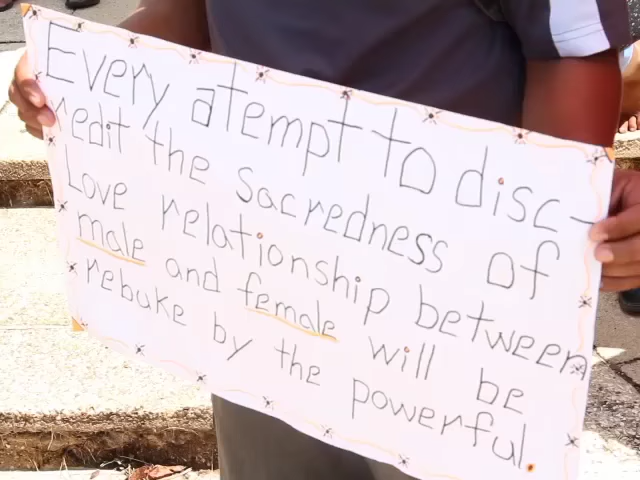 Every atempt to disc-
redit the sacredness of
Love relationship between
male and female will be
rebuke by the powerful.